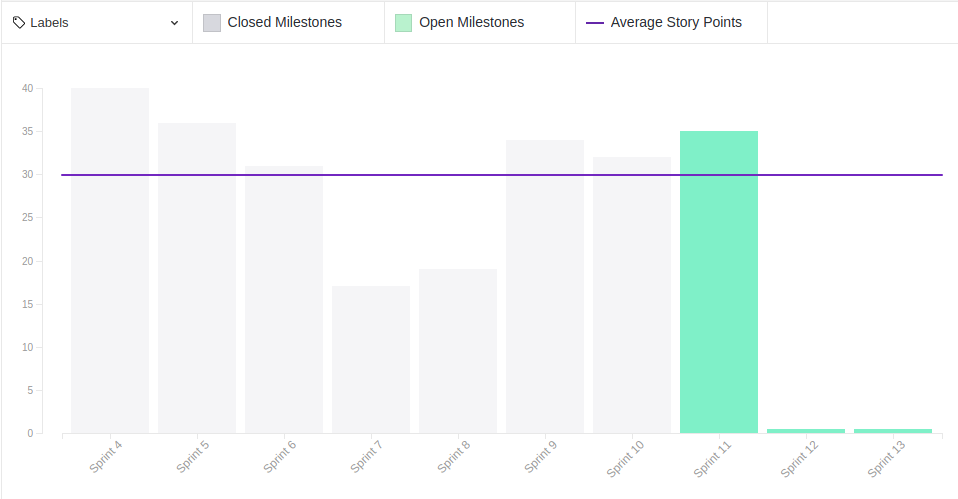 Labels
Closed Milestones
Open Milestones
Average Story Points
40
35
30
25
20
15
10
5
0
Sprint 4
Sprint 5
Sprint 6
Sprint 7
Sprint 8
Sprint 9
Sprint 10
Sprint 11
Sprint 12
Sprint 13